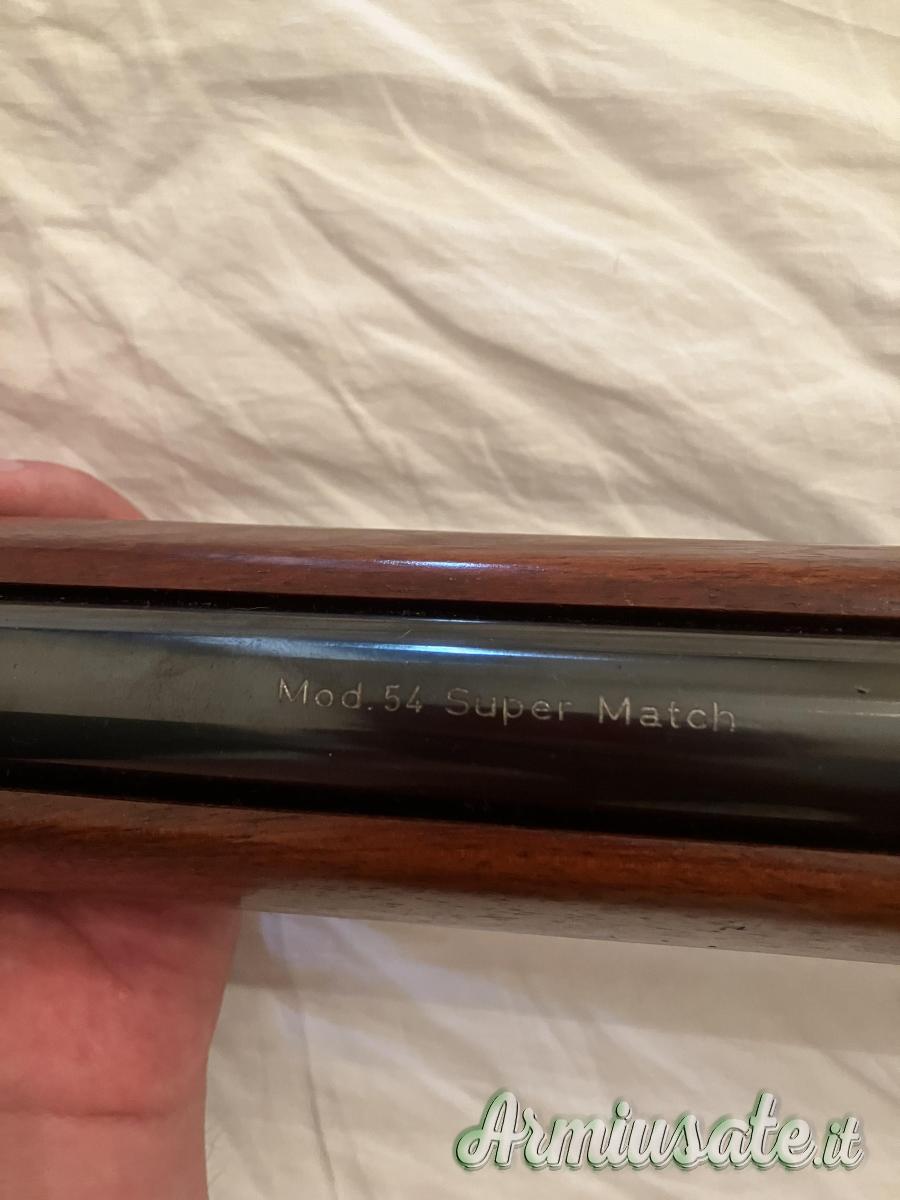 Mod. 54 Super Match
Armiusate.it